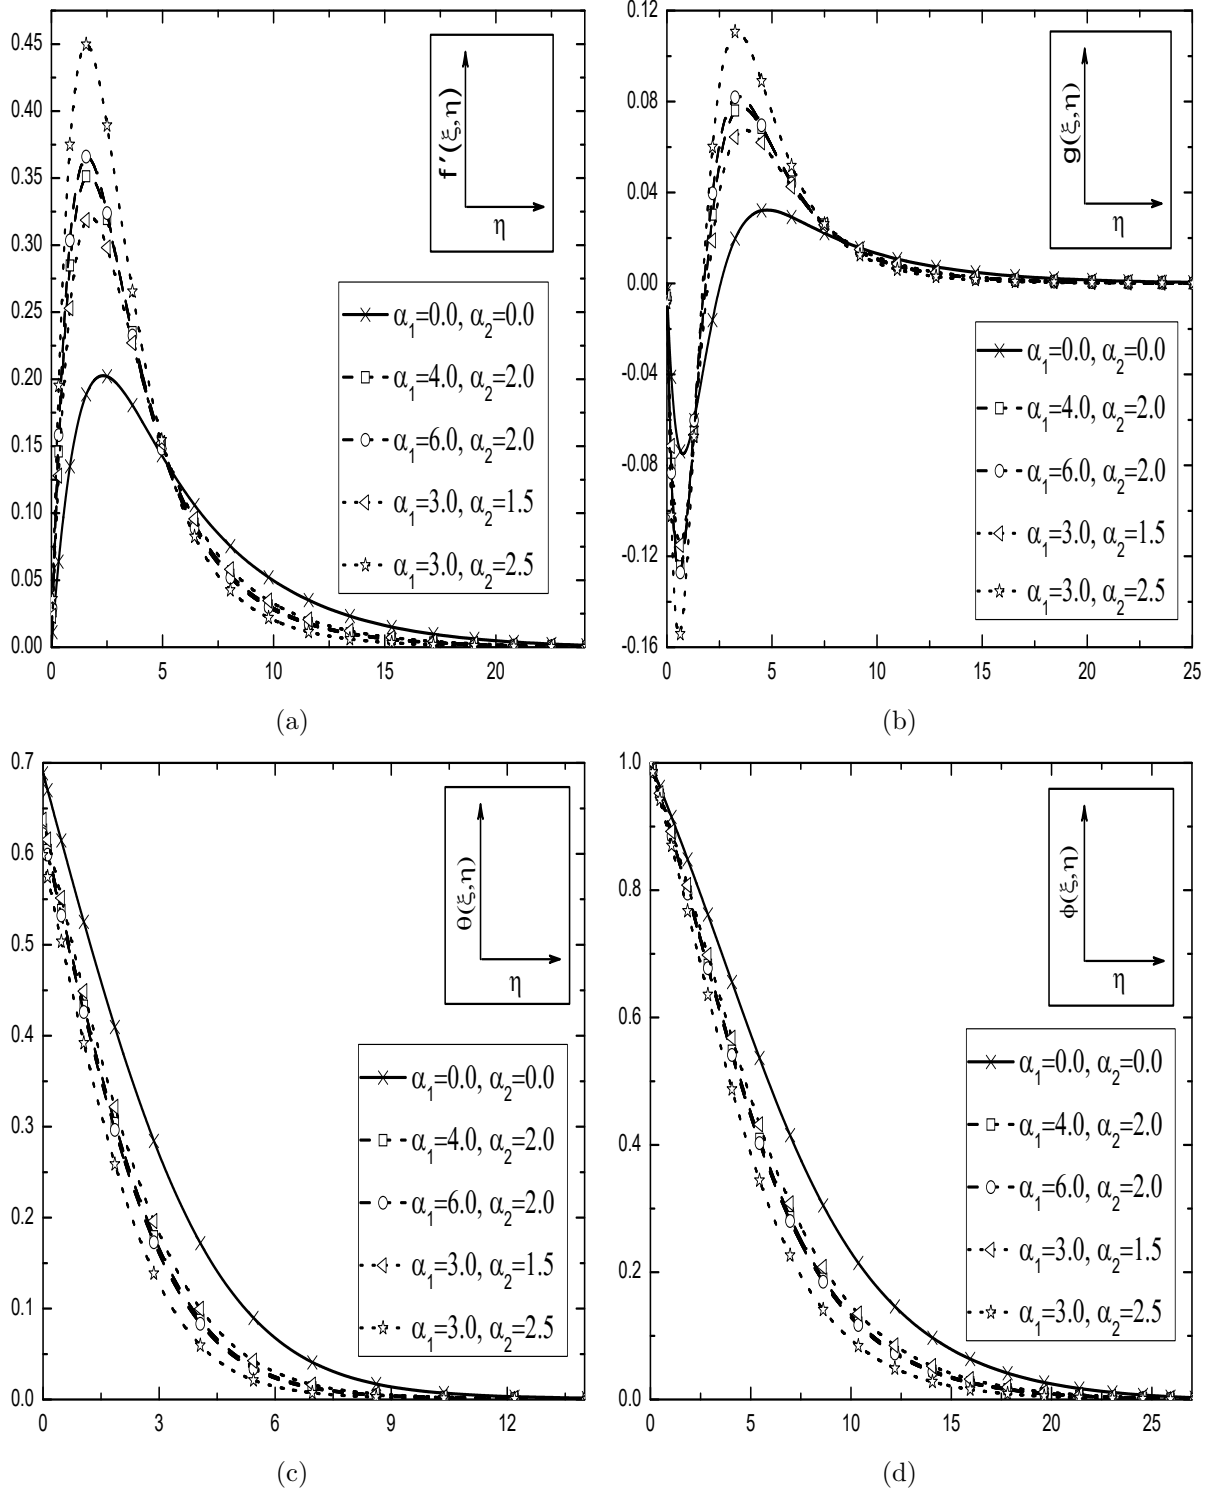 0.45
0.40
0.35
0.30
0.25
0.20
0.15
0.10
0.05
0.00
0 5 10 15 20
f′(ξ,η)
η
α₁=0.0, α₂=0.0
α₁=4.0, α₂=2.0
α₁=6.0, α₂=2.0
α₁=3.0, α₂=1.5
α₁=3.0, α₂=2.5
(a)
0.12
0.08
0.04
0.00
-0.04
-0.08
-0.12
-0.16
0 5 10 15 20 25
g(ξ,η)
η
α₁=0.0, α₂=0.0
α₁=4.0, α₂=2.0
α₁=6.0, α₂=2.0
α₁=3.0, α₂=1.5
α₁=3.0, α₂=2.5
(b)
0.7
0.6
0.5
0.4
0.3
0.2
0.1
0.0
0 3 6 9 12
θ(ξ,η)
η
α₁=0.0, α₂=0.0
α₁=4.0, α₂=2.0
α₁=6.0, α₂=2.0
α₁=3.0, α₂=1.5
α₁=3.0, α₂=2.5
(c)
1.0
0.8
0.6
0.4
0.2
0.0
0 5 10 15 20 25
ϕ(ξ,η)
η
α₁=0.0, α₂=0.0
α₁=4.0, α₂=2.0
α₁=6.0, α₂=2.0
α₁=3.0, α₂=1.5
α₁=3.0, α₂=2.5
(d)